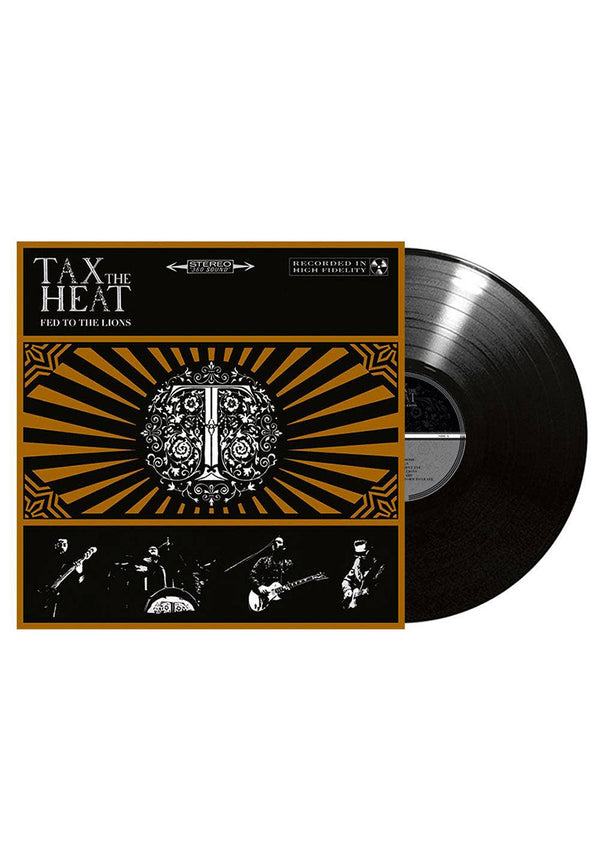 TAX THE
HEAT
FED TO THE LIONS
STEREO
"360 SOUND"
RECORDED IN
HIGH FIDELITY
T